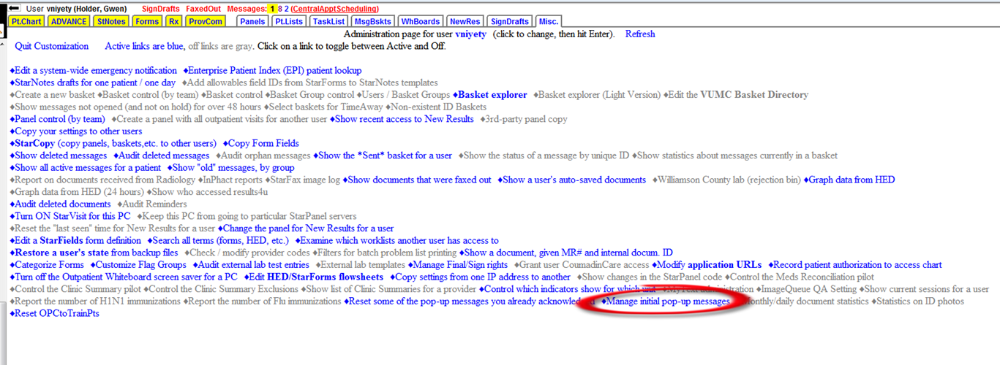 User vniyety (Holder, Gwen) SignDrafts FaxedOut Messages: 1 8 2 (CentralApptScheduling)
Pt.Chart ADVANCE StNotes Forms Rx ProvCom Panels Pt.Lists TaskList MsgBskts WhBoards NewRes SignDrafts Misc.
Administration page for user vniyety (click to change, then hit Enter). Refresh
Quit Customization Active links are blue, off links are gray. Click on a link to toggle between Active and Off.
♦Edit a system-wide emergency notification ♦Enterprise Patient Index (EPI) patient lookup
♦StarNotes drafts for one patient / one day ♦Add allowables field IDs from StarForms to StarNotes templates
♦Create a new basket ♦Basket control (by team) ♦Basket control ♦Basket Group control ♦Users / Basket Groups ♦Basket explorer ♦Basket explorer (Light Version) ♦Edit the VUMC Basket Directory
♦Show messages not opened (and not on hold) for over 48 hours ♦Select baskets for TimeAway ♦Non-existent ID Baskets
♦Panel control (by team) ♦Create a panel with all outpatient visits for another user ♦Show recent access to New Results ♦3rd-party panel copy
♦Copy your settings to other users
♦StarCopy (copy panels, baskets,etc. to other users) ♦Copy Form Fields
♦Show deleted messages ♦Audit deleted messages ♦Audit orphan messages ♦Show the *Sent* basket for a user ♦Show the status of a message by unique ID ♦Show statistics about messages currently in a basket
♦Show all active messages for a patient ♦Show "old" messages, by group
♦Report on documents received from Radiology ♦InPhact reports ♦StarFax image log ♦Show documents that were faxed out ♦Show a user's auto-saved documents ♦Williamson County lab (rejection bin) ♦Graph data from HED
♦Graph data from HED (24 hours) ♦Show who accessed results4u
♦Audit deleted documents ♦Audit Reminders
♦Turn ON StarVisit for this PC ♦Keep this PC from going to particular StarPanel servers
♦Reset the "last seen" time for New Results for a user ♦Change the panel for New Results for a user
♦Edit a StarFields form definition ♦Search all terms (forms, HED, etc.) ♦Examine which worklists another user has access to
♦Restore a user's state from backup files ♦Check / modify provider codes ♦Filters for batch problem list printing ♦Show a document, given MR# and internal docum. ID
♦Categorize Forms ♦Customize Flag Groups ♦Audit external lab test entries ♦External lab templates ♦Manage Final/Sign rights ♦Grant user CoumadinCare access ♦Modify application URLs ♦Record patient authorization to access chart
♦Turn off the Outpatient Whiteboard screen saver for a PC ♦Edit HED/StarForms flowsheets ♦Copy settings from one IP address to another ♦Show changes in the StarPanel code ♦Control the Meds Reconciliation pilot
♦Control the Clinic Summary pilot ♦Control the Clinic Summary Exclusions ♦Show list of Clinic Summaries for a provider ♦Control which indicators show for which unit ♦MyText administration ♦ImageQueue QA Setting ♦Show current sessions for a user
♦Report the number of H1N1 immunizations ♦Report the number of Flu immunizations ♦Reset some of the pop-up messages you already ♦Manage initial pop-up messages Monthly/daily document statistics ♦Statistics on ID photos
♦Reset OPCtoTrainPts